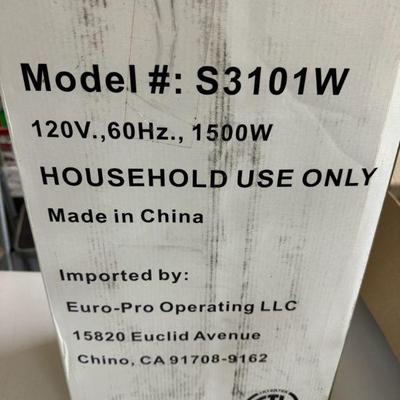 Model #: S3101W
120V.,60Hz., 1500W
HOUSEHOLD USE ONLY
Made in China
Imported by:
Euro-Pro Operating LLC
15820 Euclid Avenue
Chino, CA 91708-9162